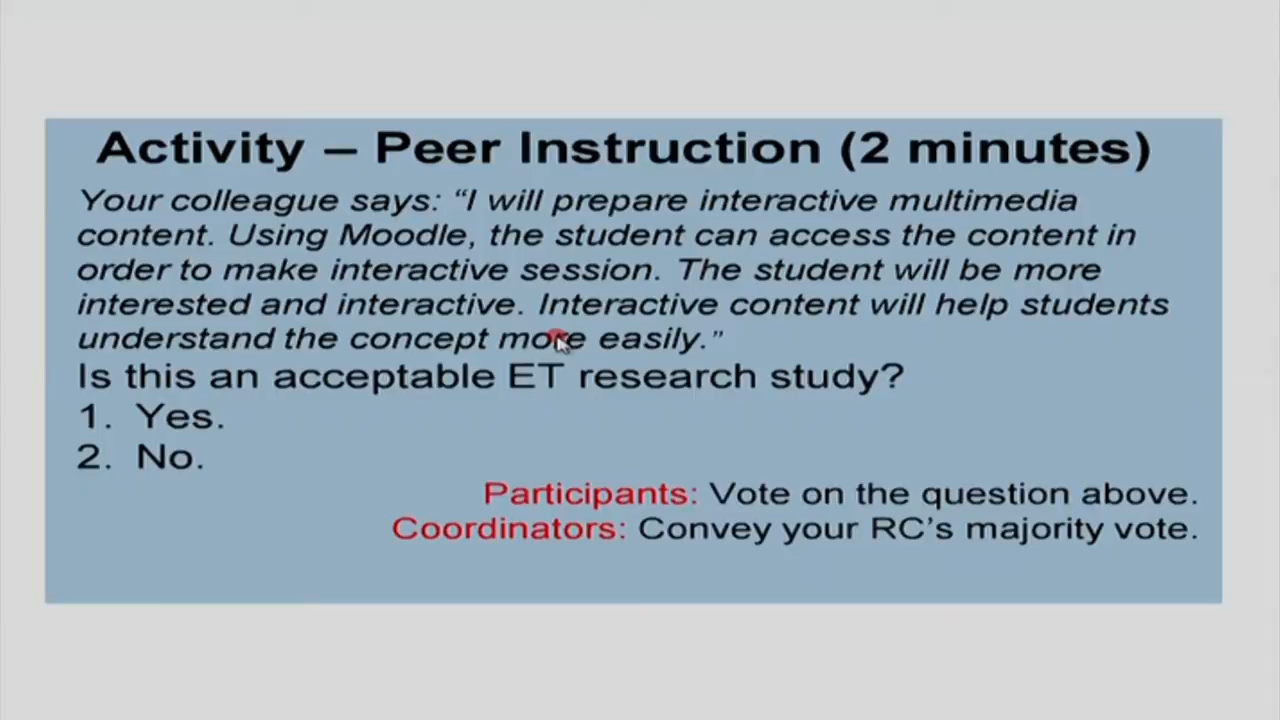 Activity – Peer Instruction (2 minutes)
Your colleague says: “I will prepare interactive multimedia
content. Using Moodle, the student can access the content in
order to make interactive session. The student will be more
interested and interactive. Interactive content will help students
understand the concept more easily.”
Is this an acceptable ET research study?
1. Yes.
2. No.
Participants: Vote on the question above.
Coordinators: Convey your RC’s majority vote.